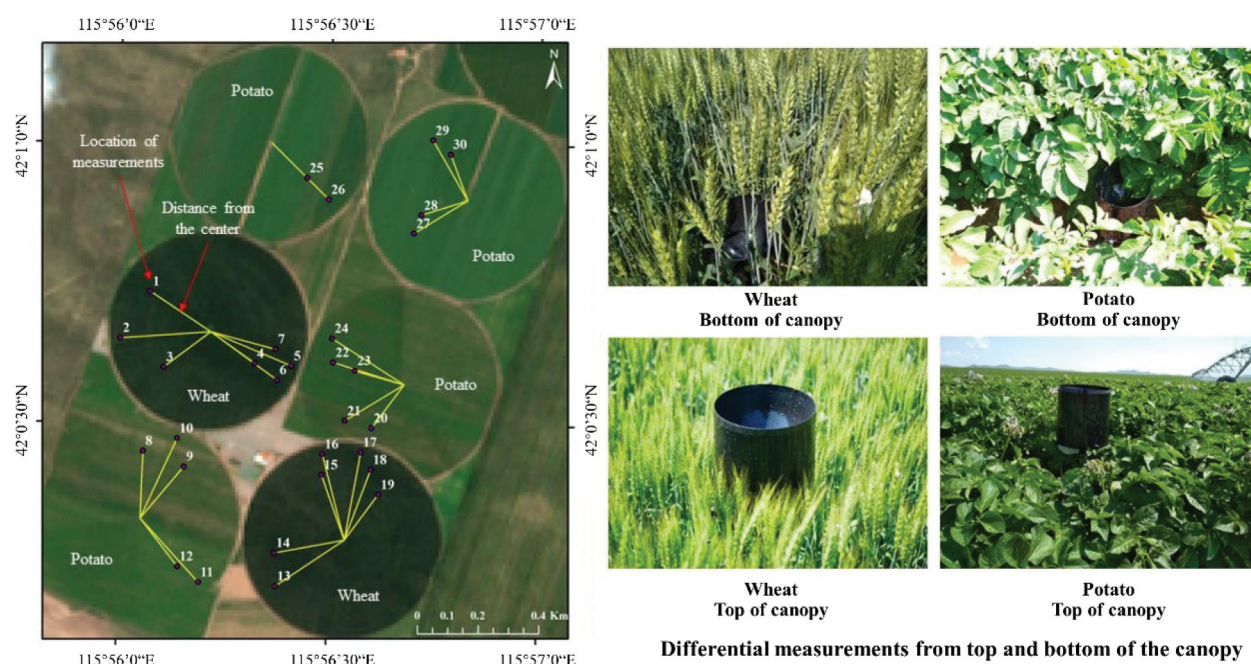 115°56’0“E
115°56’30“E
115°57’0“E
N
Potato
Location of
measurements
29
30
42°1’0“N
42°1’0“N
25
26
Distance from
the center
28
27
Potato
1
2
3
7
4
5
6
Wheat
24
22
23
Potato
21
20
42°0’30“N
42°0’30“N
10
8
9
16
17
15
18
19
14
12
11
13
Potato
Wheat
0 0.1 0.2 0.4 Km
115°56’0“E
115°56’30“E
115°57’0“E
Wheat
Bottom of canopy
Potato
Bottom of canopy
Wheat
Top of canopy
Potato
Top of canopy
Differential measurements from top and bottom of the canopy